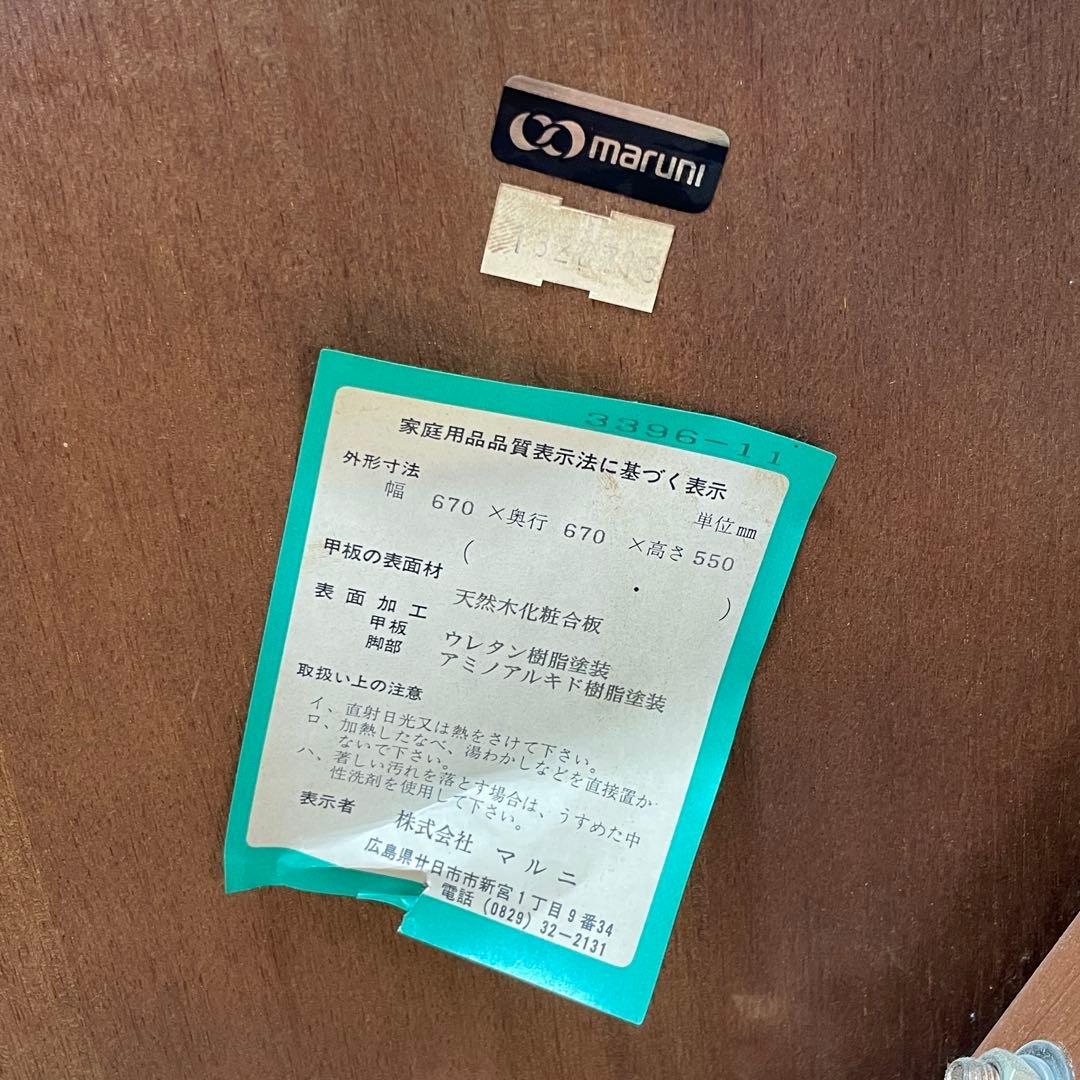 maruni
3396-11
家庭用品品質表示法に基づく表示
外形寸法 単位㎜
幅 670 ×奥行 670 ×高さ 550
( ・ )
甲板の表面材 天然木化粧合板
表面加工
甲板 ウレタン樹脂塗装
脚部 アミノアルキド樹脂塗装
取扱い上の注意
イ、直射日光又は熱をさけて下さい。
ロ、加熱したなべ、湯わかしなどを直接置か
ないで下さい。
ハ、著しい汚れを落とす場合は、うすめた中
性洗剤を使用して下さい。
表示者 株式会社 マルニ
広島県廿日市市新宮1丁目9番34
電話 (0829) 32-2131